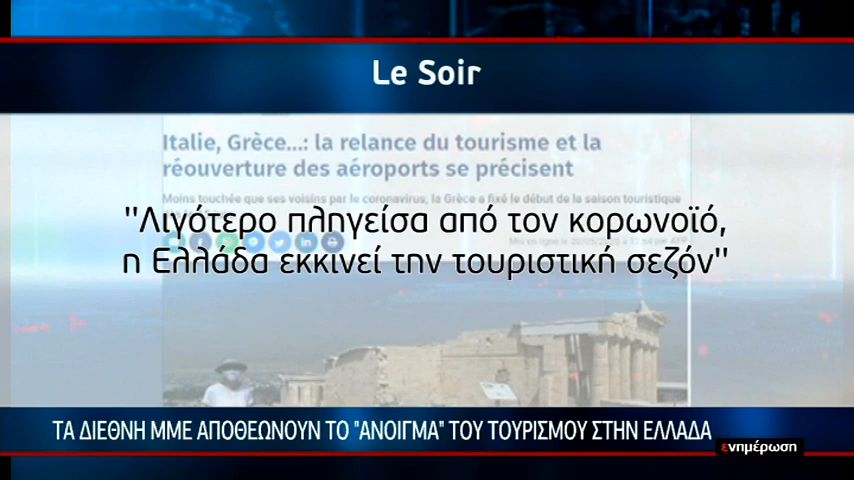 Le Soir
Italie, Grèce...: la relance du tourisme et la
réouverture des aéroports se précisent
Moins touchée que ses voisins par le coronavirus, la Grèce a fixé le début de la saison touristique
"Λιγότερο πληγείσα από τον κορωνοϊό,
η Ελλάδα εκκινεί την τουριστική σεζόν"
ΤΑ ΔΙΕΘΝΗ ΜΜΕ ΑΠΟΘΕΩΝΟΥΝ ΤΟ "ΑΝΟΙΓΜΑ" ΤΟΥ ΤΟΥΡΙΣΜΟΥ ΣΤΗΝ ΕΛΛΑΔΑ
ενημέρωση